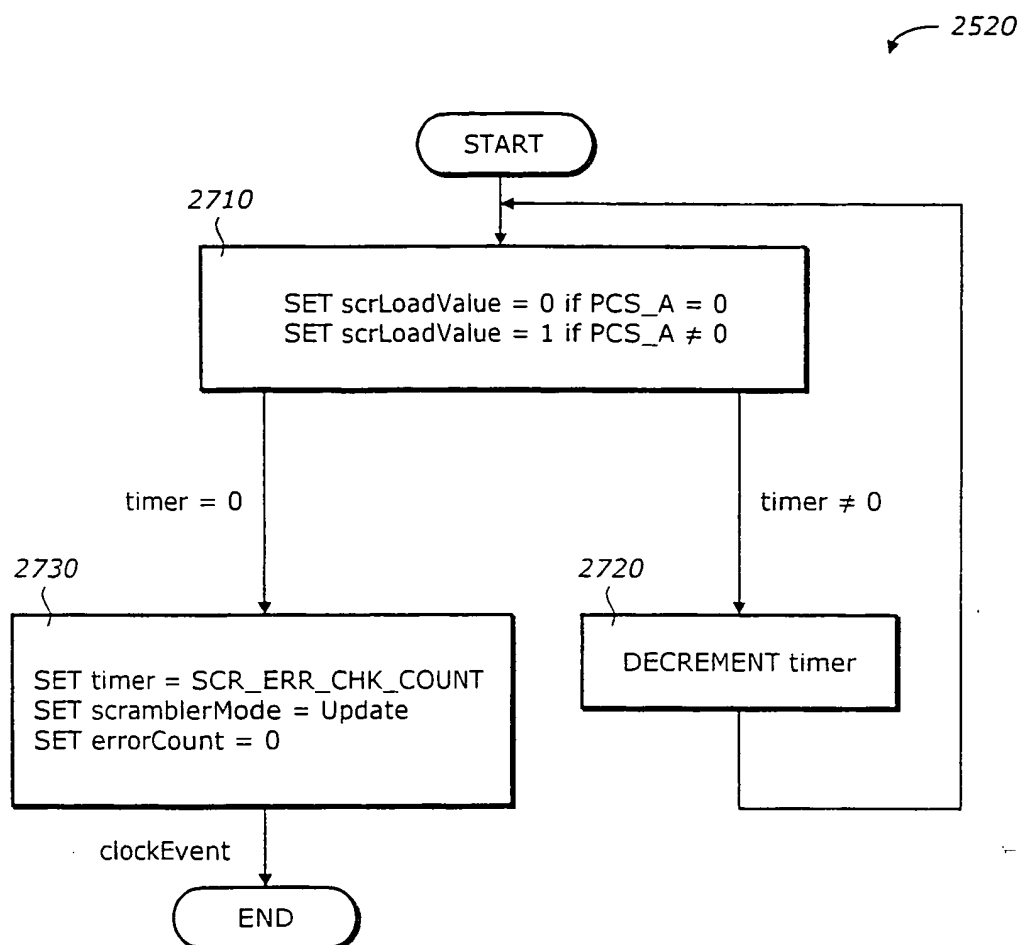 2520
START
2710
SET scrLoadValue = 0 if PCS_A = 0
SET scrLoadValue = 1 if PCS_A ≠ 0
timer = 0
timer ≠ 0
2730
2720
SET timer = SCR_ERR_CHK_COUNT
SET scramblerMode = Update
SET errorCount = 0
DECREMENT timer
clockEvent
END